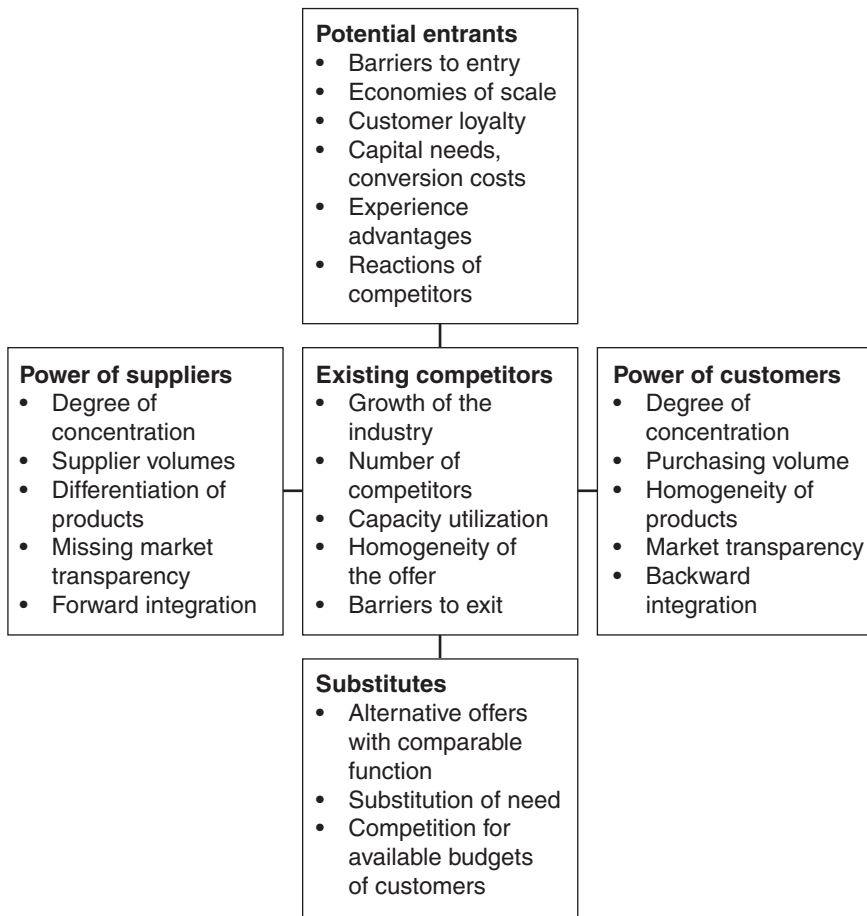 Potential entrants
• Barriers to entry
• Economies of scale
• Customer loyalty
• Capital needs,
conversion costs
• Experience
advantages
• Reactions of
competitors
Power of suppliers
• Degree of
concentration
• Supplier volumes
• Differentiation of
products
• Missing market
transparency
• Forward integration
Existing competitors
• Growth of the
industry
• Number of
competitors
• Capacity utilization
• Homogeneity of
the offer
• Barriers to exit
Power of customers
• Degree of
concentration
• Purchasing volume
• Homogeneity of
products
• Market transparency
• Backward
integration
Substitutes
• Alternative offers
with comparable
function
• Substitution of need
• Competition for
available budgets
of customers